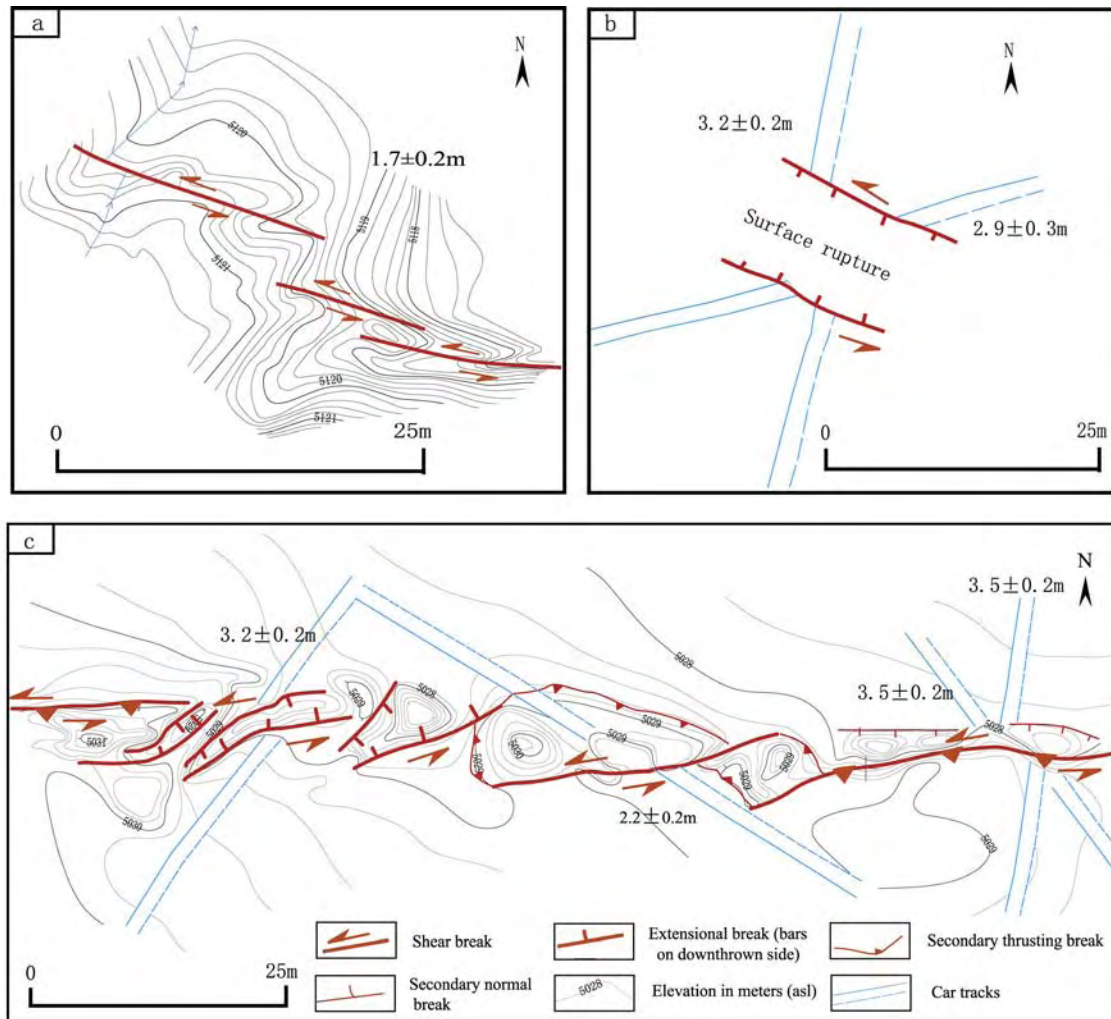 a
N
5120
1.7±0.2m
5119
5118
5121
5120
5121
0
25m
b
N
3.2±0.2m
2.9±0.3m
Surface rupture
0
25m
c
N
3.5±0.2m
3.2±0.2m
5028
3.5±0.2m
5028
5029
5028
5029
5029
5029
5031
5030
5029
5029
5029
5029
5030
2.2±0.2m
0
25m
Shear break
Extensional break (bars
on downthrown side)
Secondary thrusting break
Secondary normal
break
5028
Elevation in meters (asl)
Car tracks